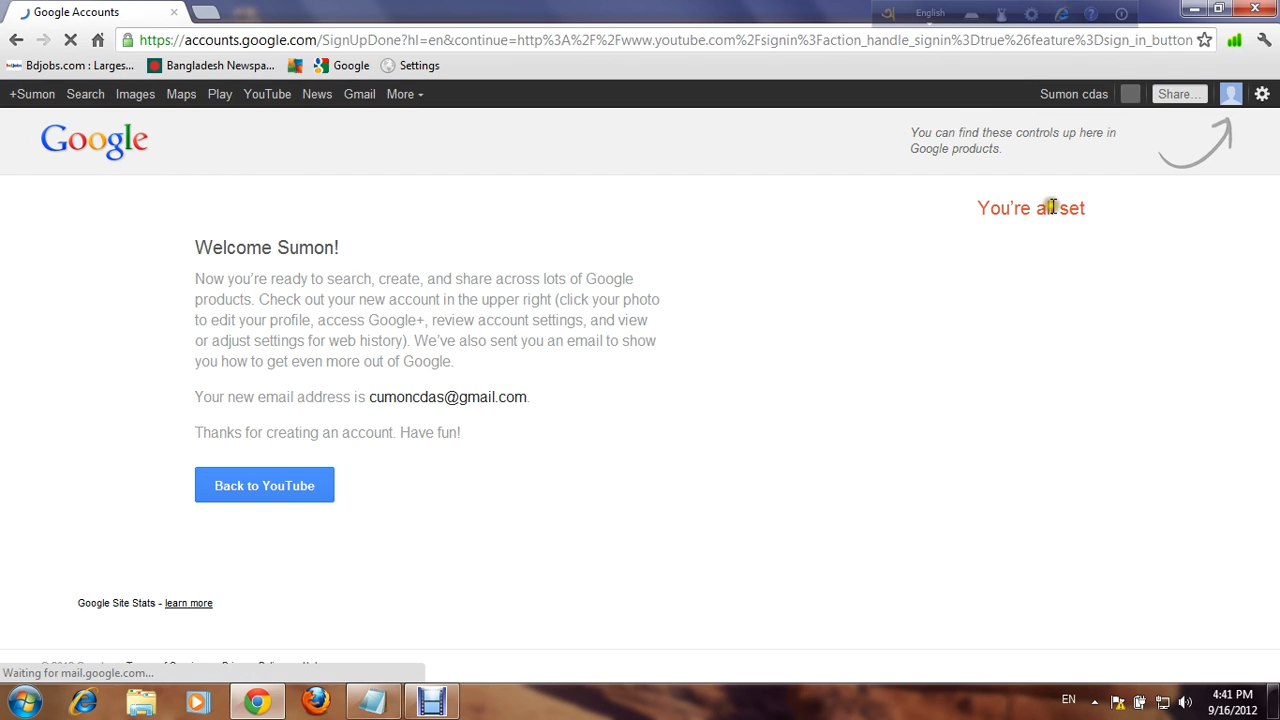 Google Accounts
English
https://accounts.google.com/SignUpDone?hl=en&continue=http%3A%2F%2Fwww.youtube.com%2Fsignin%3Faction_handle_signin%3Dtrue%26feature%3Dsign_in_button
Bdjobs.com : Larges... Bangladesh Newspa... Google Settings
+Sumon Search Images Maps Play YouTube News Gmail More Sumon cdas Share...
Google
You can find these controls up here in
Google products.
You're all set
Welcome Sumon!
Now you're ready to search, create, and share across lots of Google
products. Check out your new account in the upper right (click your photo
to edit your profile, access Google+, review account settings, and view
or adjust settings for web history). We've also sent you an email to show
you how to get even more out of Google.
Your new email address is cumoncdas@gmail.com.
Thanks for creating an account. Have fun!
Back to YouTube
Google Site Stats - learn more
Waiting for mail.google.com...
EN
4:41 PM
9/16/2012